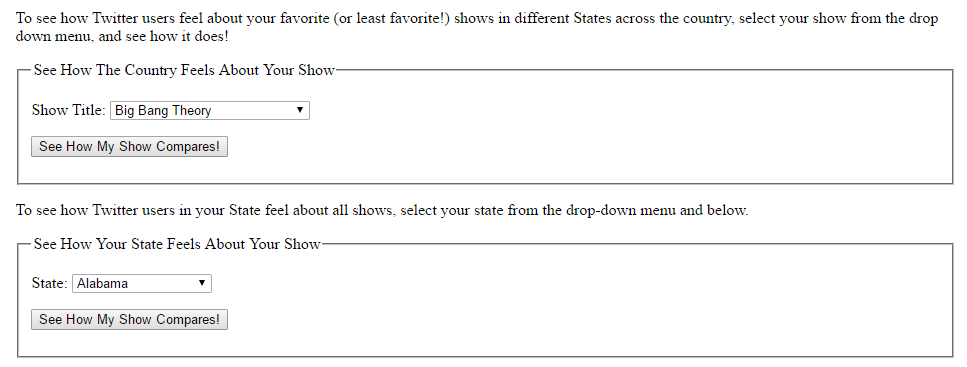 To see how Twitter users feel about your favorite (or least favorite!) shows in different States across the country, select your show from the drop
down menu, and see how it does!
See How The Country Feels About Your Show
Show Title: Big Bang Theory
See How My Show Compares!
To see how Twitter users in your State feel about all shows, select your state from the drop-down menu and below.
See How Your State Feels About Your Show
State: Alabama
See How My Show Compares!